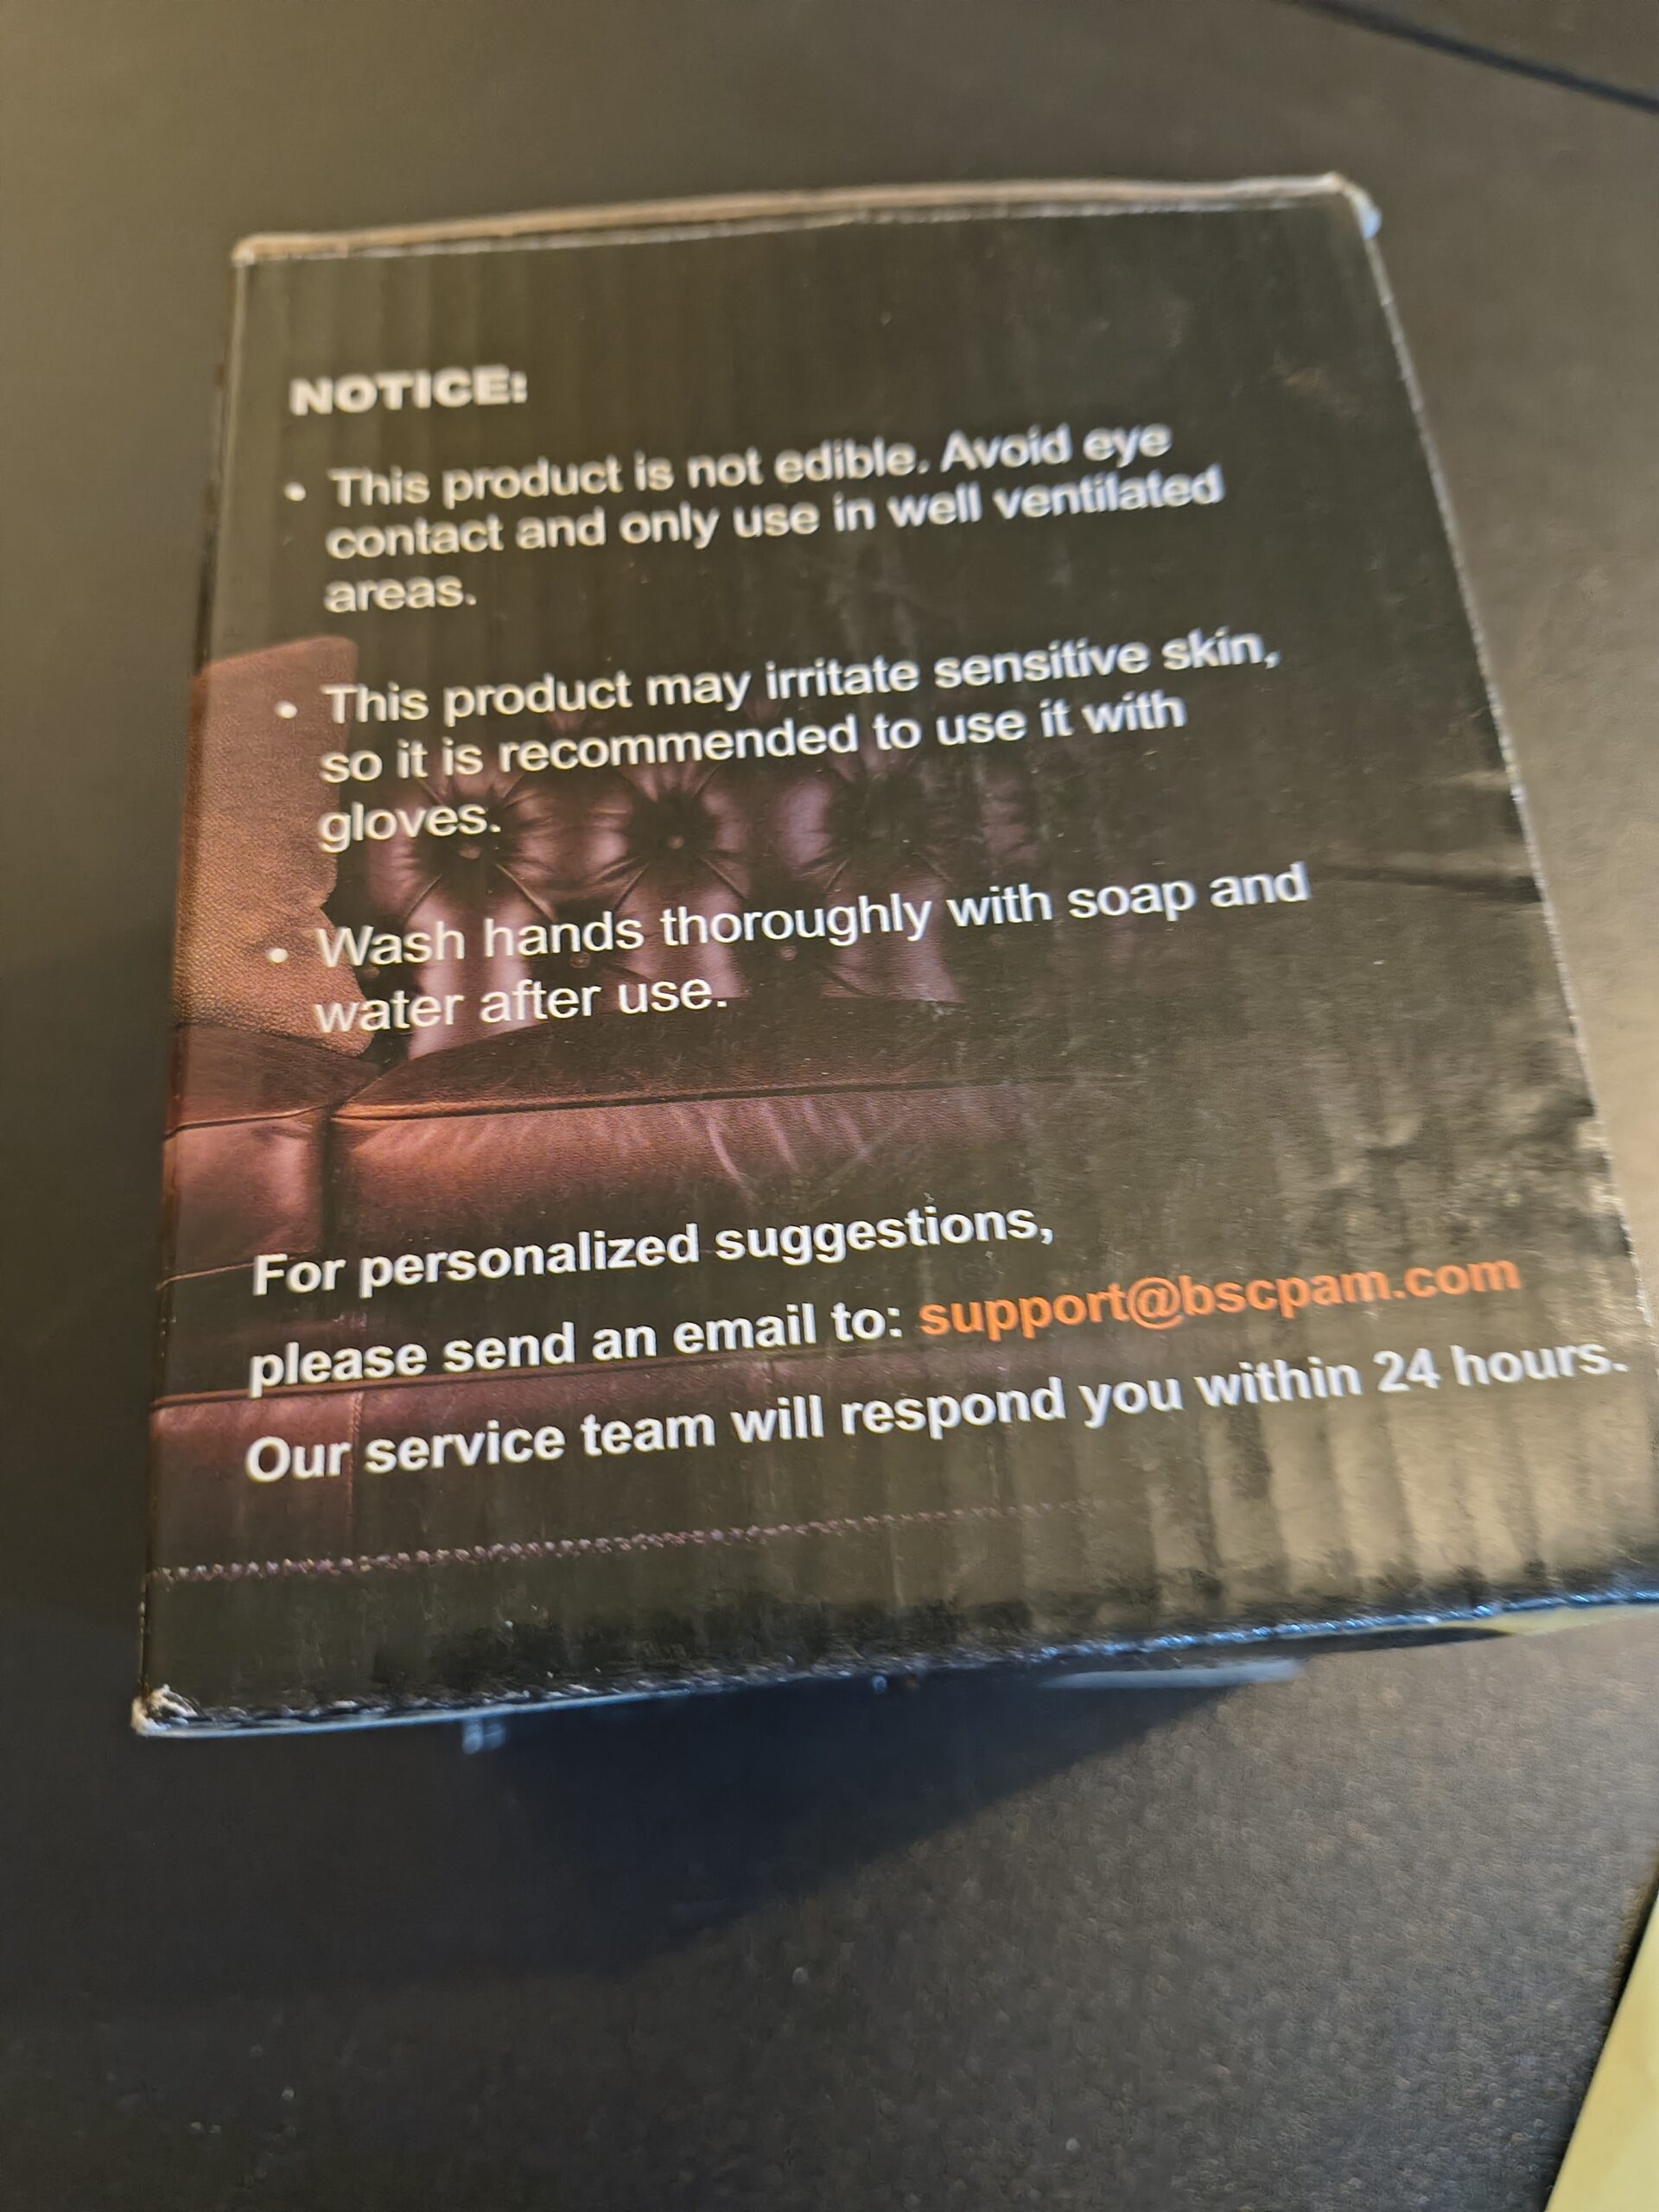 NOTICE:
• This product is not edible. Avoid eye
contact and only use in well ventilated
areas.
• This product may irritate sensitive skin,
so it is recommended to use it with
gloves.
• Wash hands thoroughly with soap and
water after use.
For personalized suggestions,
please send an email to: support@bscpam.com
Our service team will respond you within 24 hours.